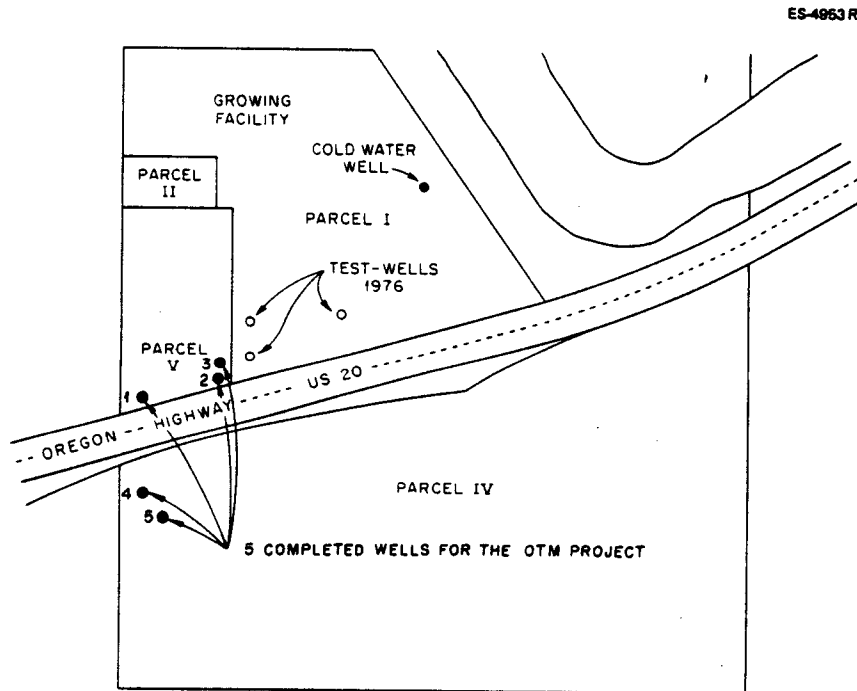 ES-4953 R
GROWING
FACILITY
COLD WATER
WELL
PARCEL
II
PARCEL I
TEST-WELLS
1976
PARCEL
V
3
2
1
OREGON HIGHWAY US 20
4
5
PARCEL IV
5 COMPLETED WELLS FOR THE OTM PROJECT